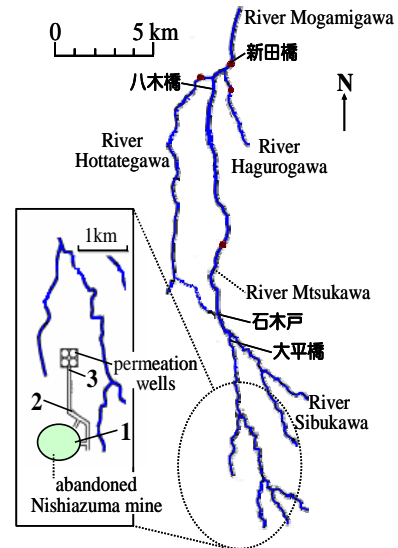 0 5 km
River Mogamigawa
新田橋
八木橋
N
River
Hottategawa
River
Hagurogawa
1km
River Mtsukawa
石木戸
大平橋
permeation
wells
3
2
1
River
Sibukawa
abandoned
Nishiazuma mine